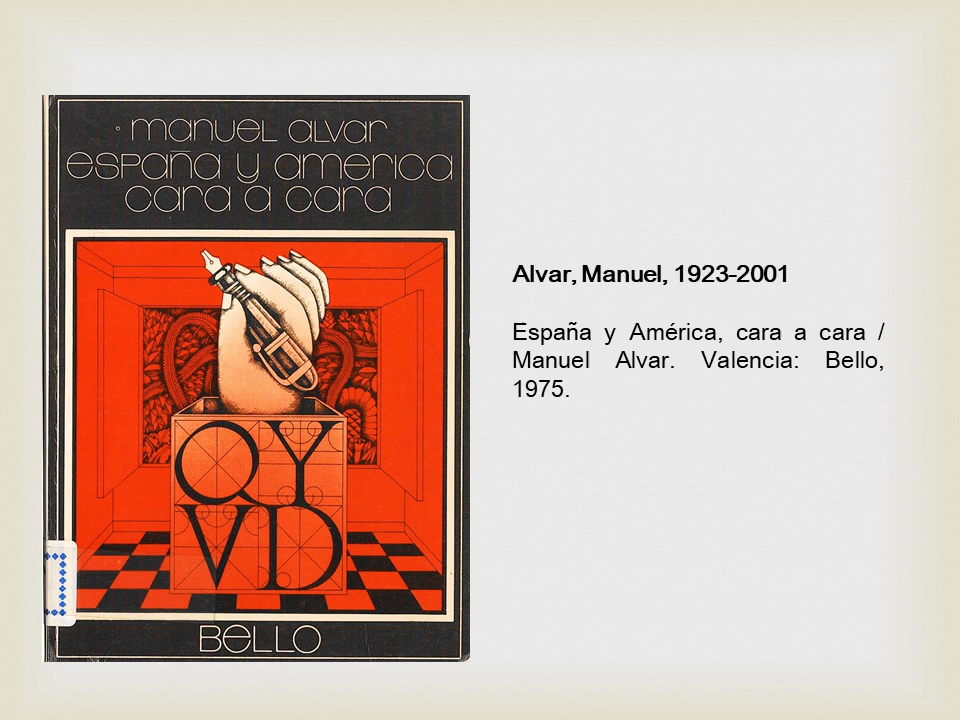 manuel alvar
españa y america
cara a cara
QY
VD
Bello
Alvar, Manuel, 1923-2001
España y América, cara a cara /
Manuel Alvar. Valencia: Bello,
1975.